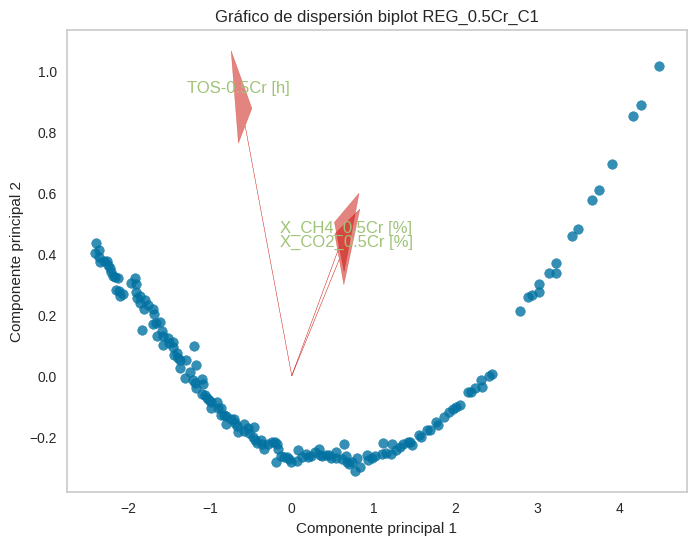 Gráfico de dispersión biplot REG_0.5Cr_C1
Componente principal 2
1.0
0.8
0.6
0.4
0.2
0.0
−0.2
TOS-0.5Cr [h]
X_CH4_0.5Cr [%]
X_CO2_0.5Cr [%]
−2 −1 0 1 2 3 4
Componente principal 1